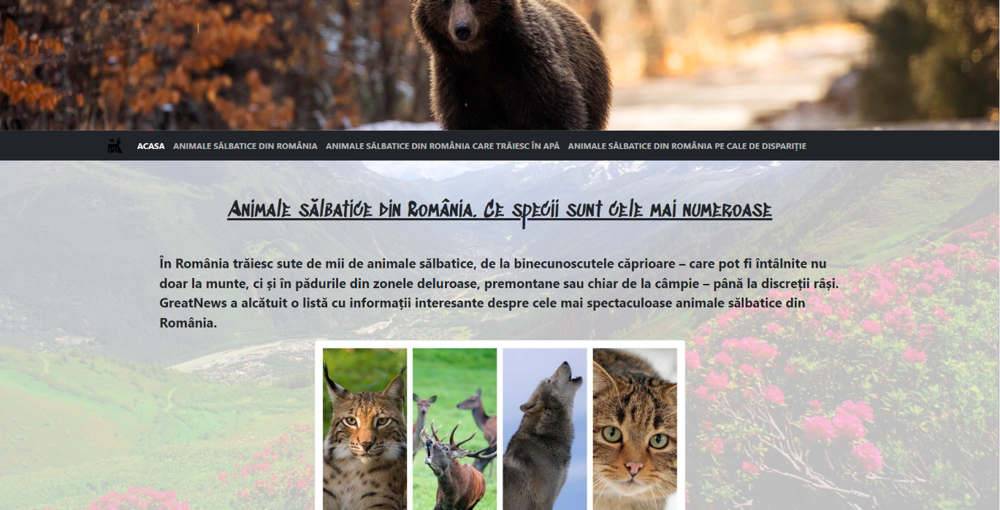 ACASA ANIMALE SĂLBATICE DIN ROMÂNIA ANIMALE SĂLBATICE DIN ROMÂNIA CARE TRĂIESC ÎN APĂ ANIMALE SĂLBATICE DIN ROMÂNIA PE CALE DE DISPARIȚIE
Animale sălbatice din România. Ce specii sunt cele mai numeroase
În România trăiesc sute de mii de animale sălbatice, de la binecunoscutele căprioare – care pot fi întâlnite nu
doar la munte, ci și în pădurile din zonele deluroase, premontane sau chiar de la câmpie – până la discreții râși.
GreatNews a alcătuit o listă cu informații interesante despre cele mai spectaculoase animale sălbatice din
România.